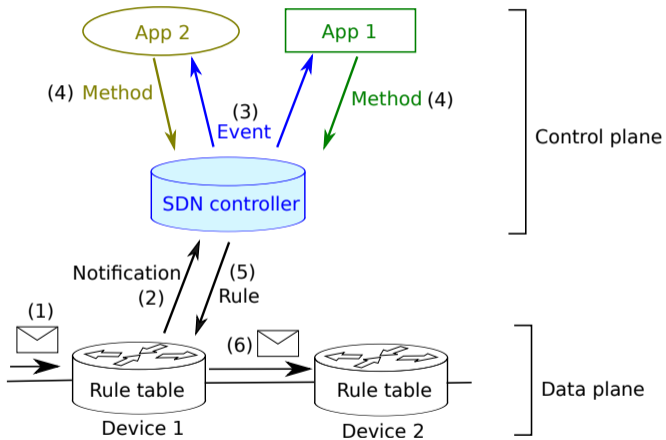 App 2
App 1
(4) Method
(3)
Event
Method (4)
Control plane
SDN controller
Notification
(2)
(5)
Rule
(1)
(6)
Rule table
Rule table
Data plane
Device 1
Device 2